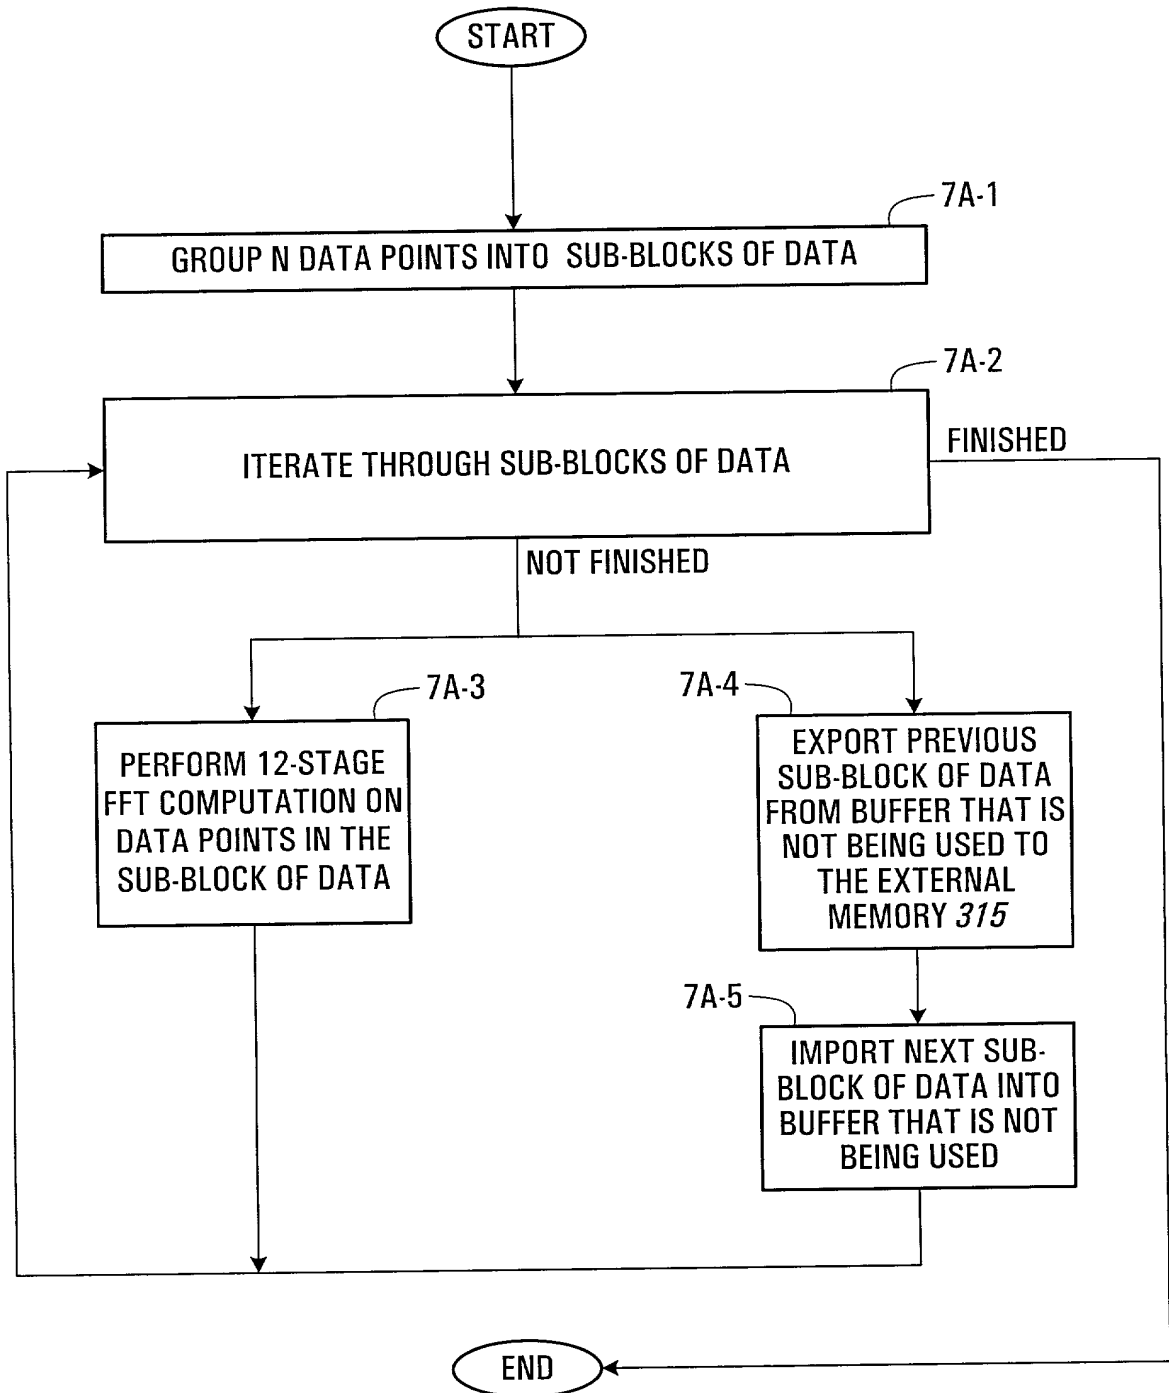 START
7A-1
GROUP N DATA POINTS INTO SUB-BLOCKS OF DATA
7A-2
ITERATE THROUGH SUB-BLOCKS OF DATA
FINISHED
NOT FINISHED
7A-3
PERFORM 12-STAGE
FFT COMPUTATION ON
DATA POINTS IN THE
SUB-BLOCK OF DATA
7A-4
EXPORT PREVIOUS
SUB-BLOCK OF DATA
FROM BUFFER THAT IS
NOT BEING USED TO
THE EXTERNAL
MEMORY 315
7A-5
IMPORT NEXT SUB-
BLOCK OF DATA INTO
BUFFER THAT IS NOT
BEING USED
END